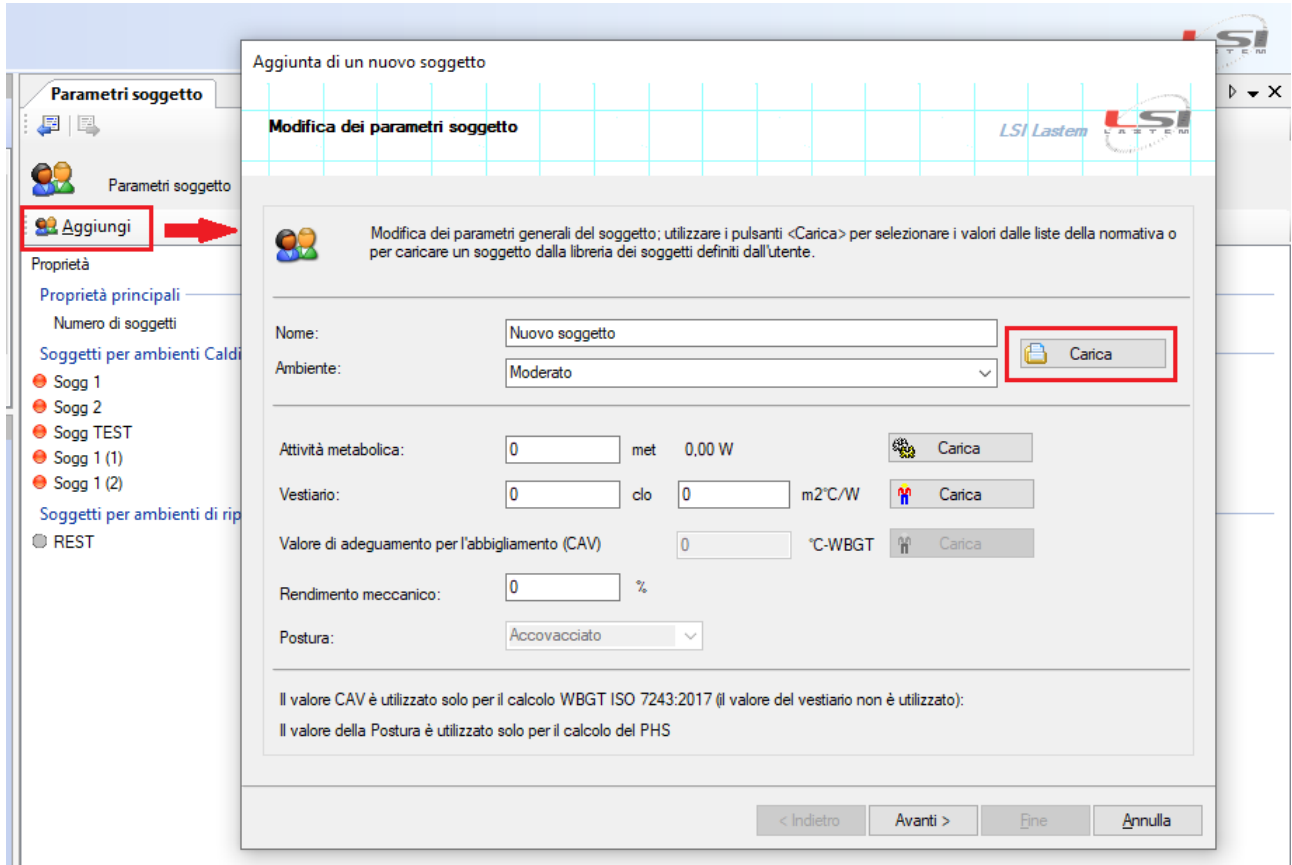 LSI
LASTEM
Parametri soggetto
Parametri soggetto
Aggiungi
Proprietà
Proprietà principali
Numero di soggetti
Soggetti per ambienti Caldi
Sogg 1
Sogg 2
Sogg TEST
Sogg 1 (1)
Sogg 1 (2)
Soggetti per ambienti di rip
REST
Aggiunta di un nuovo soggetto
Modifica dei parametri soggetto
LSI Lastem
LSI
LASTEM
Modifica dei parametri generali del soggetto; utilizzare i pulsanti <Carica> per selezionare i valori dalle liste della normativa o
per caricare un soggetto dalla libreria dei soggetti definiti dall'utente.
Nome: Nuovo soggetto
Carica
Ambiente: Moderato
Attività metabolica: 0 met 0,00 W Carica
Vestiario: 0 clo 0 m2°C/W Carica
Valore di adeguamento per l'abbigliamento (CAV) 0 °C-WBGT Carica
Rendimento meccanico: 0 %
Postura: Accovacciato
Il valore CAV è utilizzato solo per il calcolo WBGT ISO 7243:2017 (il valore del vestiario non è utilizzato):
Il valore della Postura è utilizzato solo per il calcolo del PHS
< Indietro Avanti > Fine Annulla